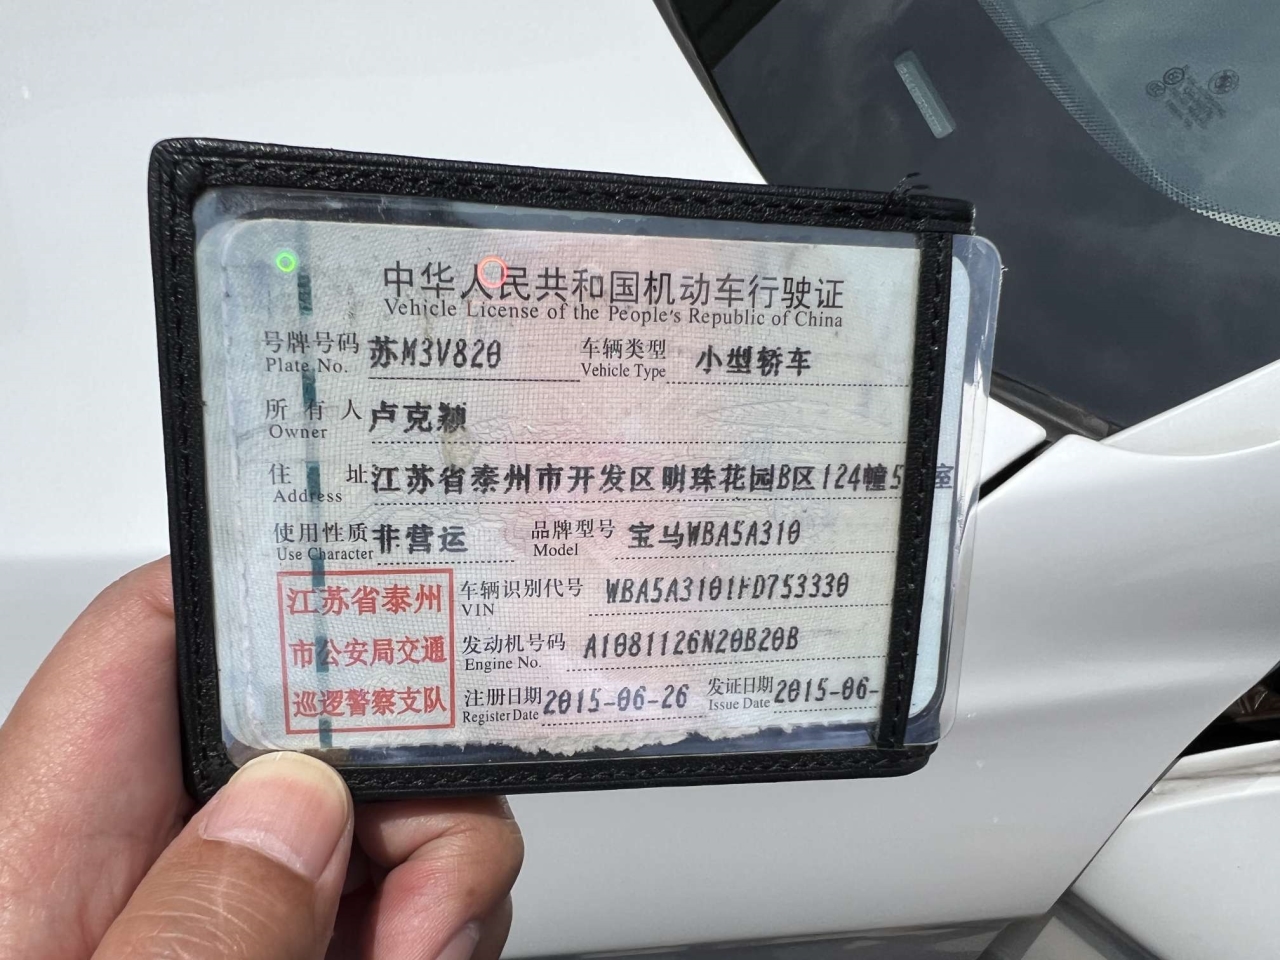 中华人民共和国机动车行驶证
Vehicle License of the People's Republic of China
号牌号码 苏M3V820 车辆类型 小型轿车
Plate No. Vehicle Type
所有人 卢克颖
Owner
住址 江苏省泰州市开发区明珠花园B区124幢5 室
Address
使用性质 非营运 品牌型号 宝马WBA5A310
Use Character Model
江苏省泰州
市公安局交通
巡逻警察支队
车辆识别代号 WBA5A3101FD753330
VIN
发动机号码 A1081126N20B20B
Engine No.
注册日期 2015-06-26 发证日期 2015-06-
Register Date Issue Date